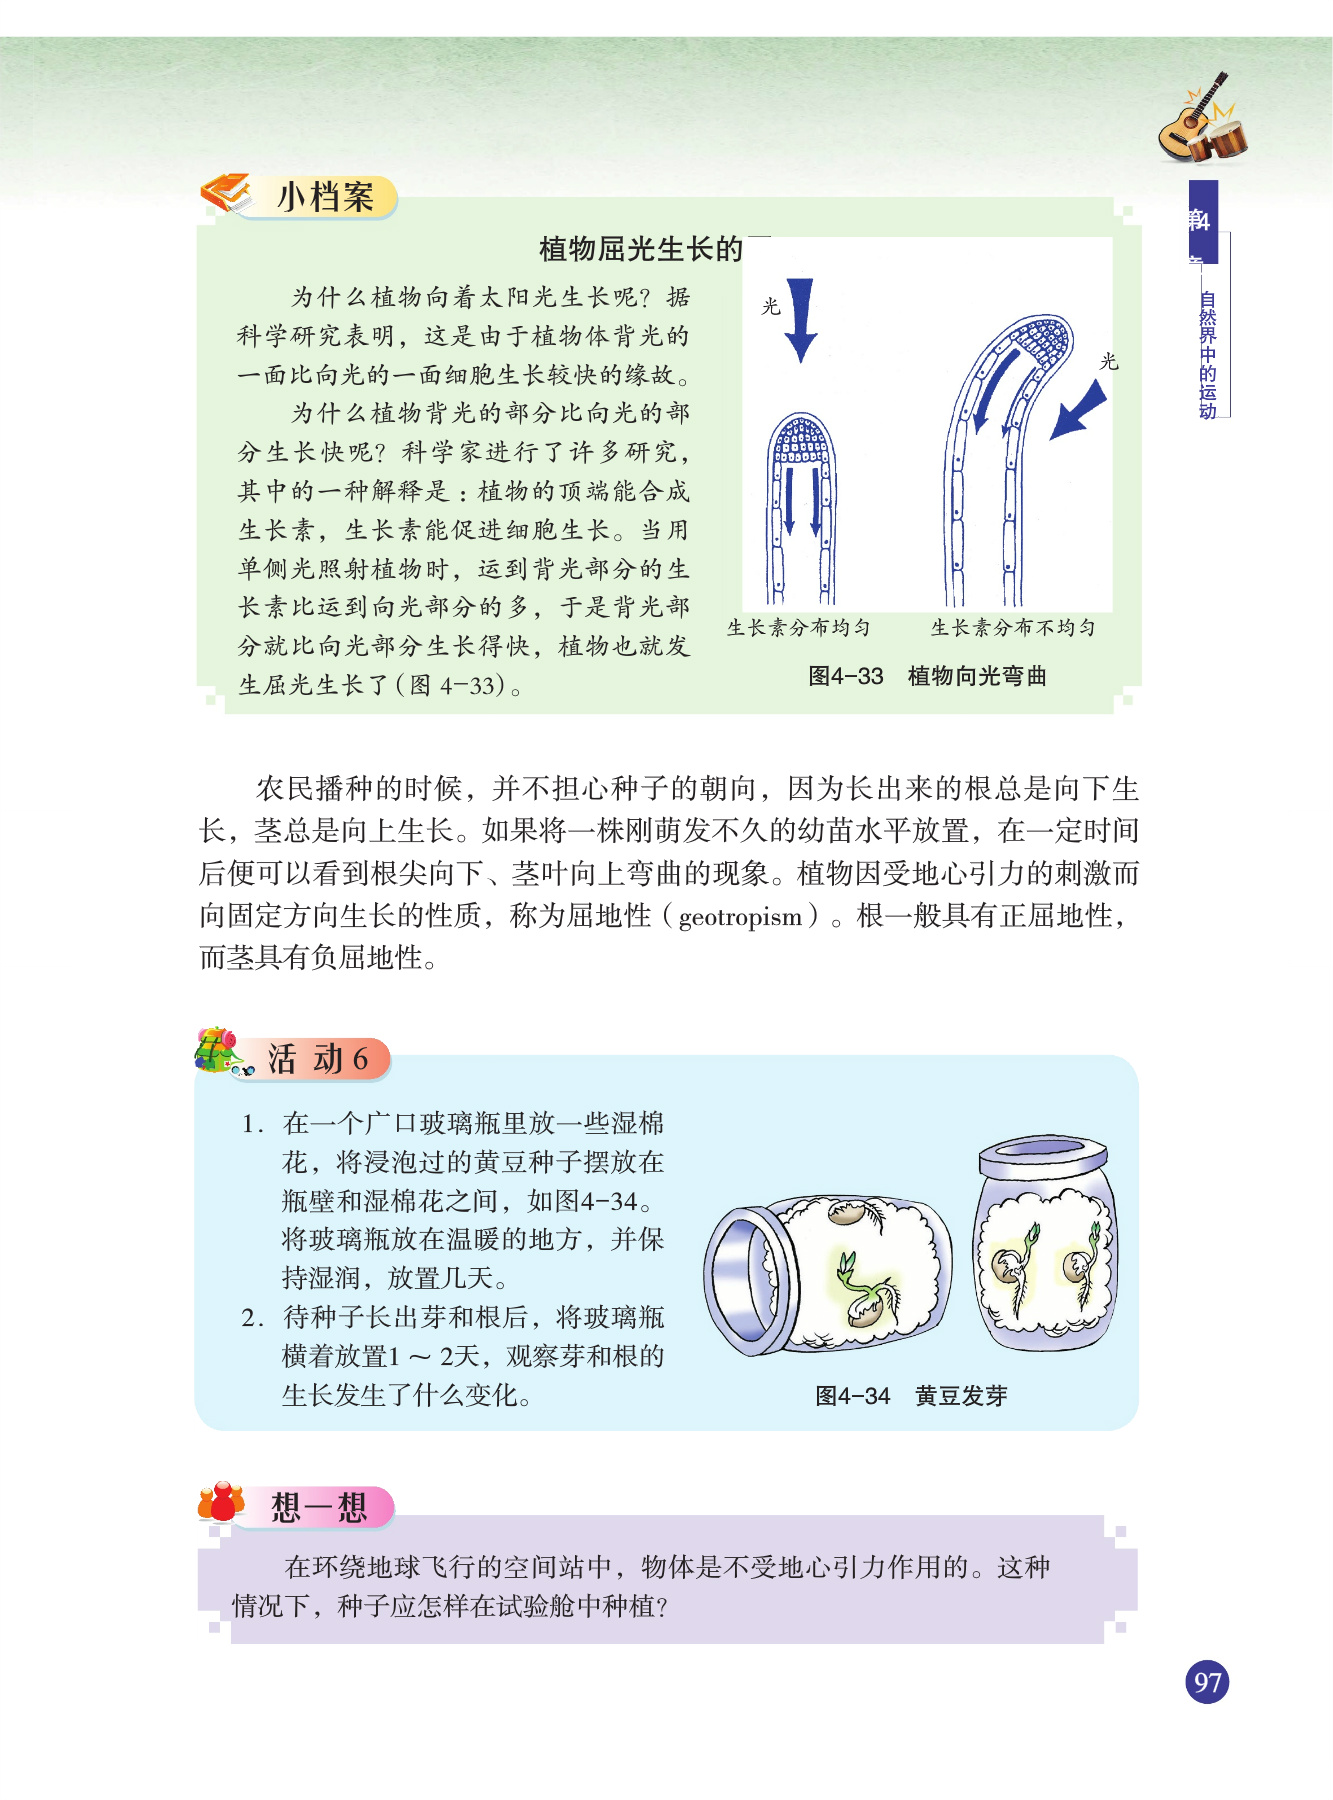 第4
章
自然界中的运动
小档案
植物屈光生长的
为什么植物向着太阳光生长呢？据
科学研究表明，这是由于植物体背光的
一面比向光的一面细胞生长较快的缘故。
为什么植物背光的部分比向光的部
分生长快呢？科学家进行了许多研究，
其中的一种解释是：植物的顶端能合成
生长素，生长素能促进细胞生长。当用
单侧光照射植物时，运到背光部分的生
长素比运到向光部分的多，于是背光部
分就比向光部分生长得快，植物也就发
生屈光生长了（图 4-33）。
光
光
生长素分布均匀 生长素分布不均匀
图4-33 植物向光弯曲
农民播种的时候，并不担心种子的朝向，因为长出来的根总是向下生
长，茎总是向上生长。如果将一株刚萌发不久的幼苗水平放置，在一定时间
后便可以看到根尖向下、茎叶向上弯曲的现象。植物因受地心引力的刺激而
向固定方向生长的性质，称为屈地性（geotropism）。根一般具有正屈地性，
而茎具有负屈地性。
活 动 6
1. 在一个广口玻璃瓶里放一些湿棉
花，将浸泡过的黄豆种子摆放在
瓶壁和湿棉花之间，如图4-34。
将玻璃瓶放在温暖的地方，并保
持湿润，放置几天。
2. 待种子长出芽和根后，将玻璃瓶
横着放置1 ～ 2天，观察芽和根的
生长发生了什么变化。
图4-34 黄豆发芽
想一想
在环绕地球飞行的空间站中，物体是不受地心引力作用的。这种
情况下，种子应怎样在试验舱中种植？
97